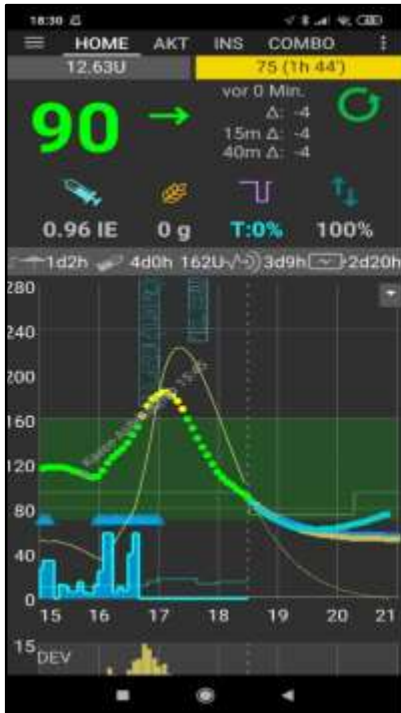 18:30
HOME AKT INS COMBO
12.63U 75 (1h 44')
90 → vor 0 Min.
Δ: -4
15m Δ: -4
40m Δ: -4
0.96 IE 0 g T:0% 100%
1d2h 4d0h 162U 3d9h 2d20h
280
240
200
160
120
80
40
0
15 16 17 18 19 20 21
15 DEV